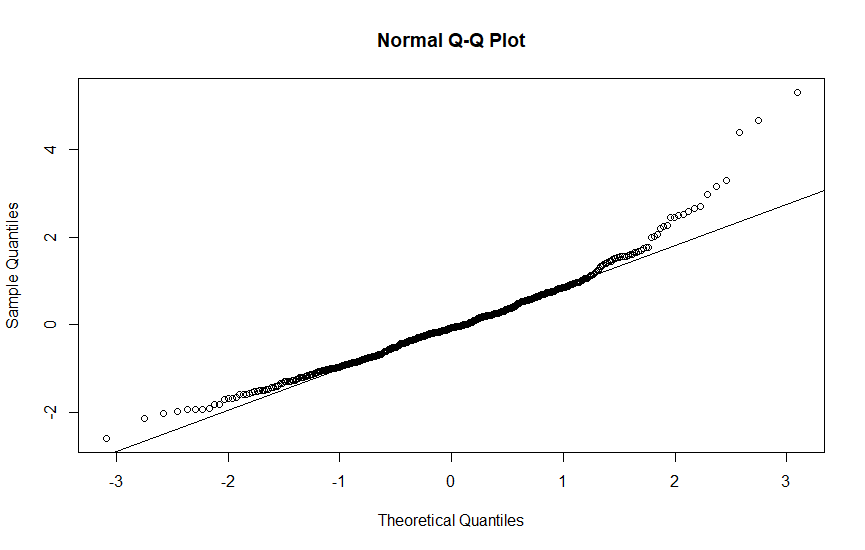 Normal Q-Q Plot
Sample Quantiles
4
2
0
-2
-3 -2 -1 0 1 2 3
Theoretical Quantiles